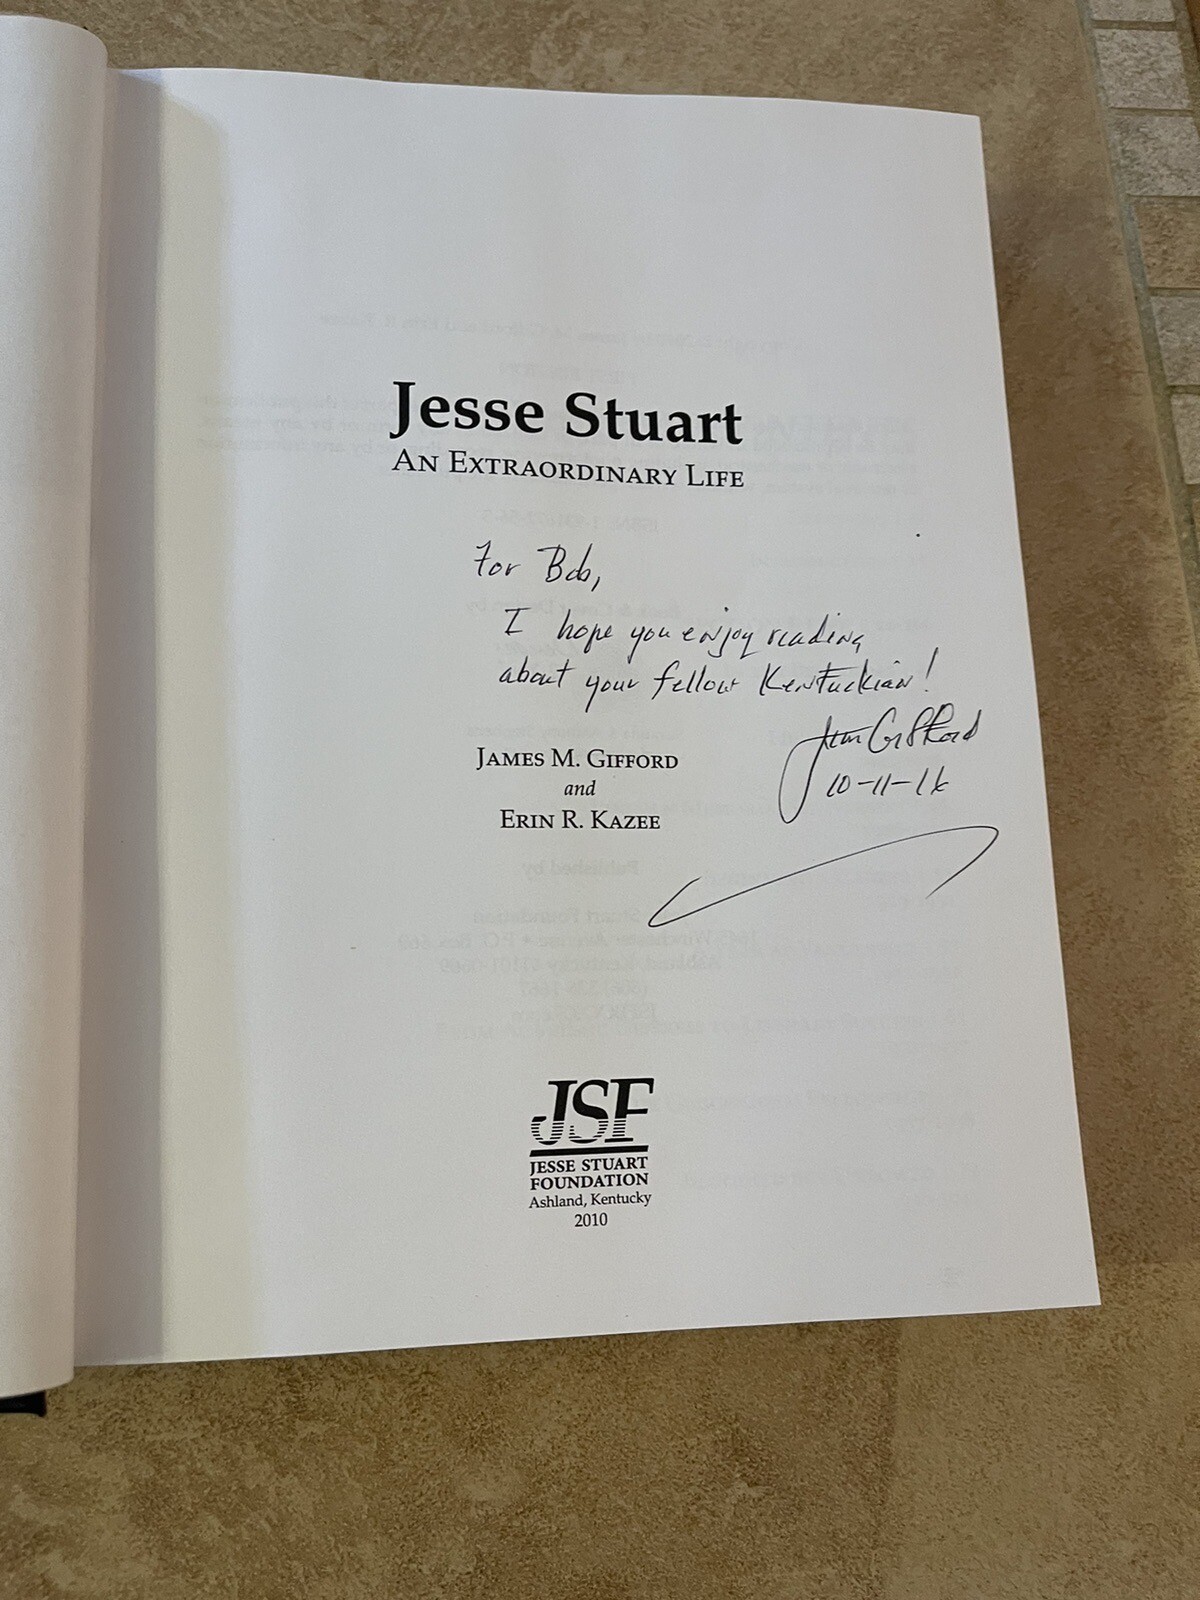 Jesse Stuart
AN EXTRAORDINARY LIFE
For Bob,
I hope you enjoy reading
about your fellow Kentuckian!
Jim Gifford
10-11-16
JAMES M. GIFFORD
and
ERIN R. KAZEE
JSF
JESSE STUART
FOUNDATION
Ashland, Kentucky
2010